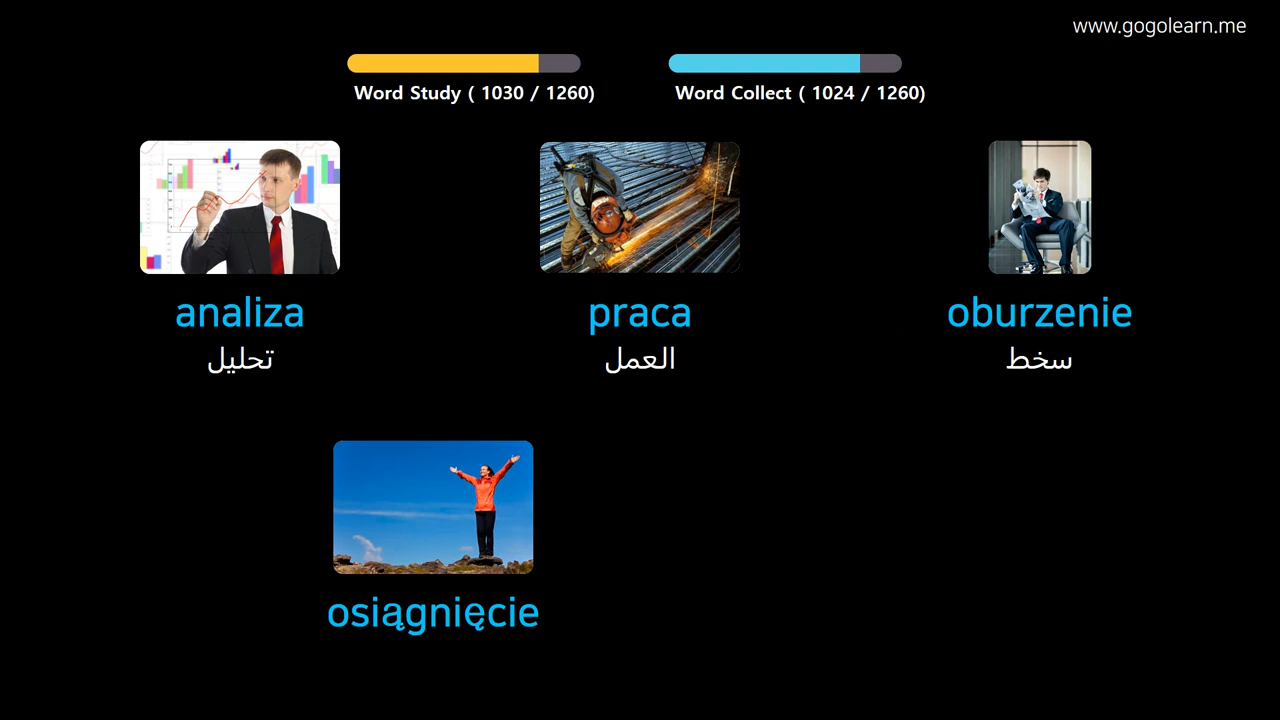 www.gogolearn.me
Word Study ( 1030 / 1260)
Word Collect ( 1024 / 1260)
analiza
تحليل
praca
العمل
oburzenie
سخط
osiągnięcie